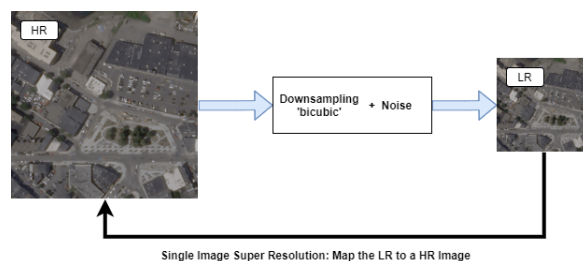 HR
Downsampling
'bicubic'
+ Noise
LR
Single Image Super Resolution: Map the LR to a HR Image